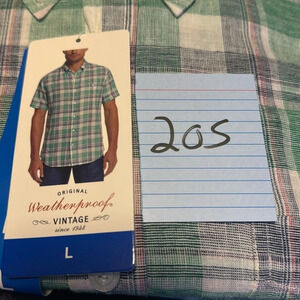 ORIGINAL
Weatherproof®
VINTAGE
since 1948
L
205